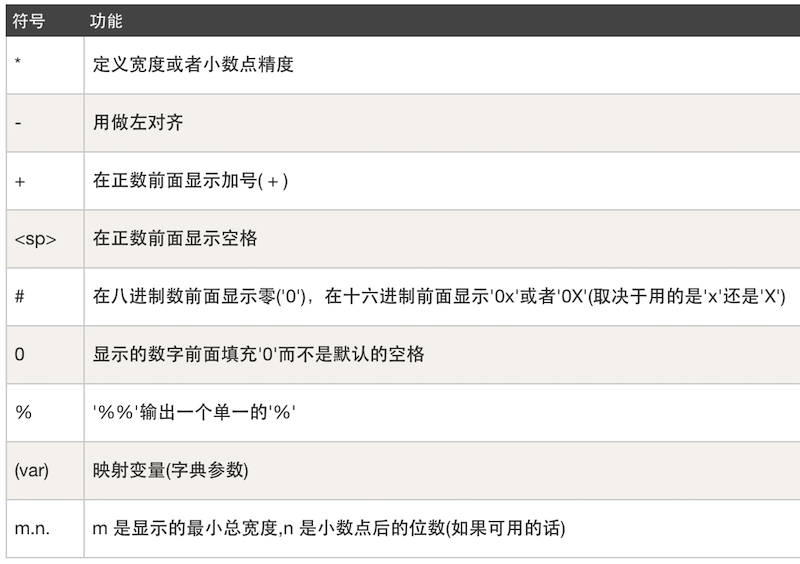 符号 功能
* 定义宽度或者小数点精度
- 用做左对齐
+ 在正数前面显示加号( + )
<sp> 在正数前面显示空格
# 在八进制数前面显示零('0')，在十六进制前面显示'0x'或者'0X'(取决于用的是'x'还是'X')
0 显示的数字前面填充'0'而不是默认的空格
% '%%'输出一个单一的'%'
(var) 映射变量(字典参数)
m.n. m 是显示的最小总宽度,n 是小数点后的位数(如果可用的话)